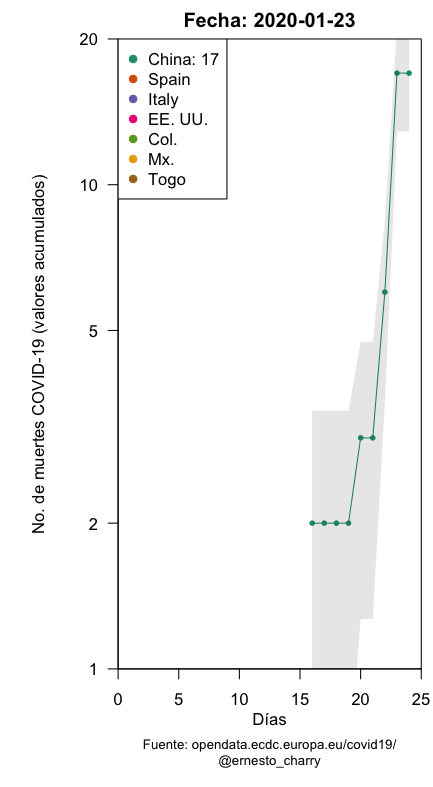 Fecha: 2020-01-23
No. de muertes COVID-19 (valores acumulados)
20
10
5
2
1
China: 17
Spain
Italy
EE. UU.
Col.
Mx.
Togo
0 5 10 15 20 25
Días
Fuente: opendata.ecdc.europa.eu/covid19/
@ernesto_charry